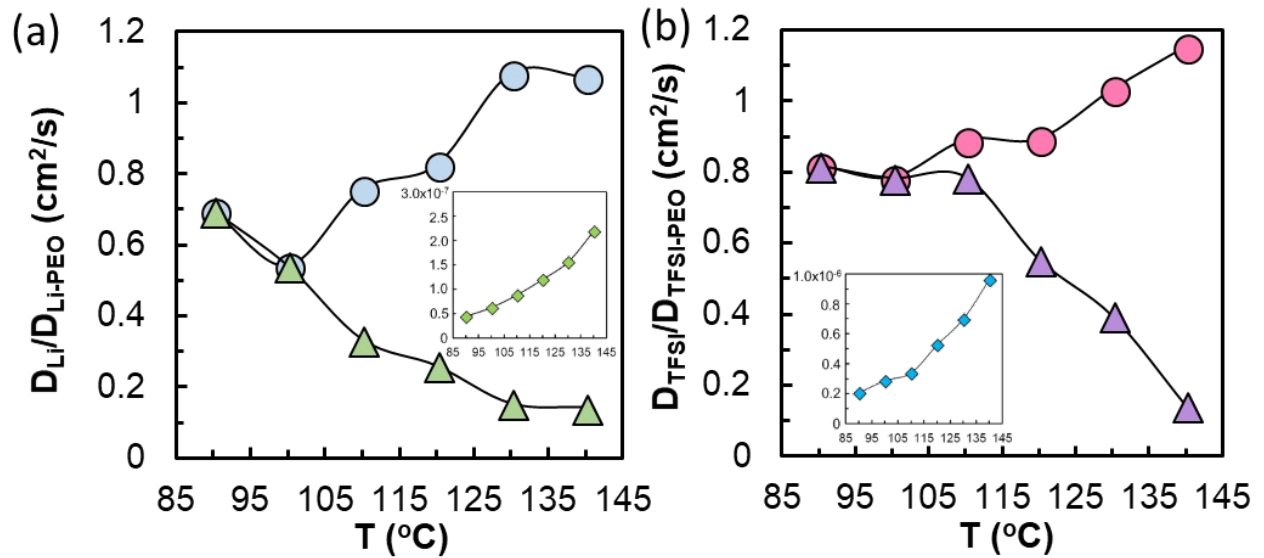 (a)
D_Li/D_Li-PEO (cm²/s)
1.2
1
0.8
0.6
0.4
0.2
0
85 95 105 115 125 135 145
T (ºC)
3.0x10⁻⁷
2.5
2.0
1.5
1.0
0.5
0
85 95 105 115 125 135 145
(b)
D_TFSI/D_TFSI-PEO (cm²/s)
1.2
1
0.8
0.6
0.4
0.2
0
85 95 105 115 125 135 145
T (ºC)
1.0x10⁻⁶
0.8
0.6
0.4
0.2
0
85 95 105 115 125 135 145